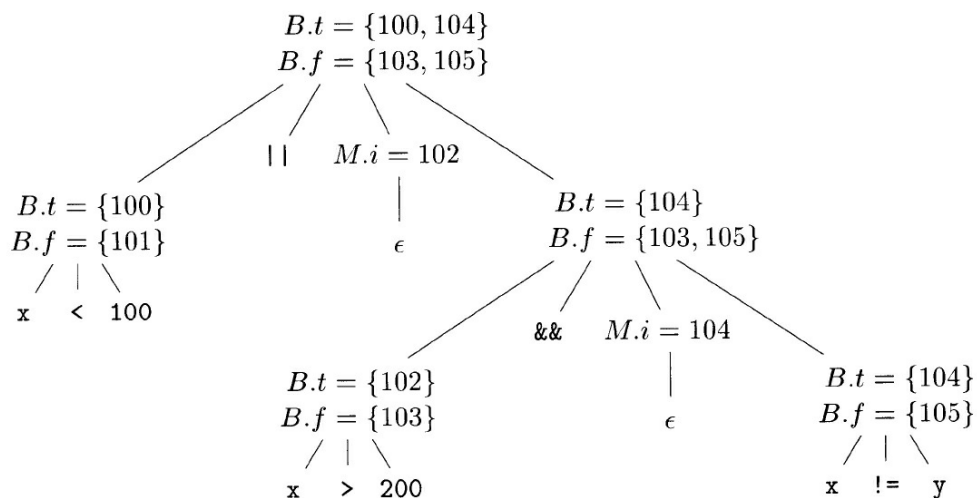 B.t = {100, 104}
B.f = {103, 105}
|| M.i = 102
B.t = {100}
B.f = {101}
ϵ
B.t = {104}
B.f = {103, 105}
x < 100
&& M.i = 104
B.t = {102}
B.f = {103}
ϵ
B.t = {104}
B.f = {105}
x > 200
x != y